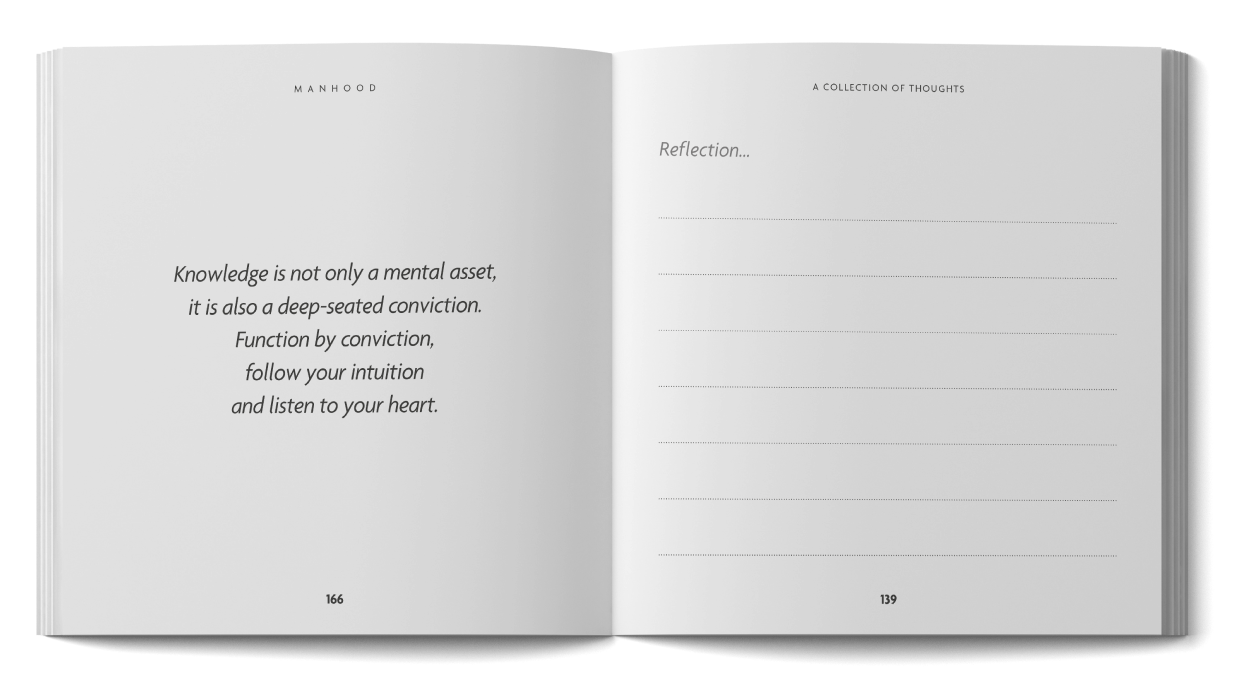 MANHOOD
Knowledge is not only a mental asset,
it is also a deep-seated conviction.
Function by conviction,
follow your intuition
and listen to your heart.
166
A COLLECTION OF THOUGHTS
Reflection...
139